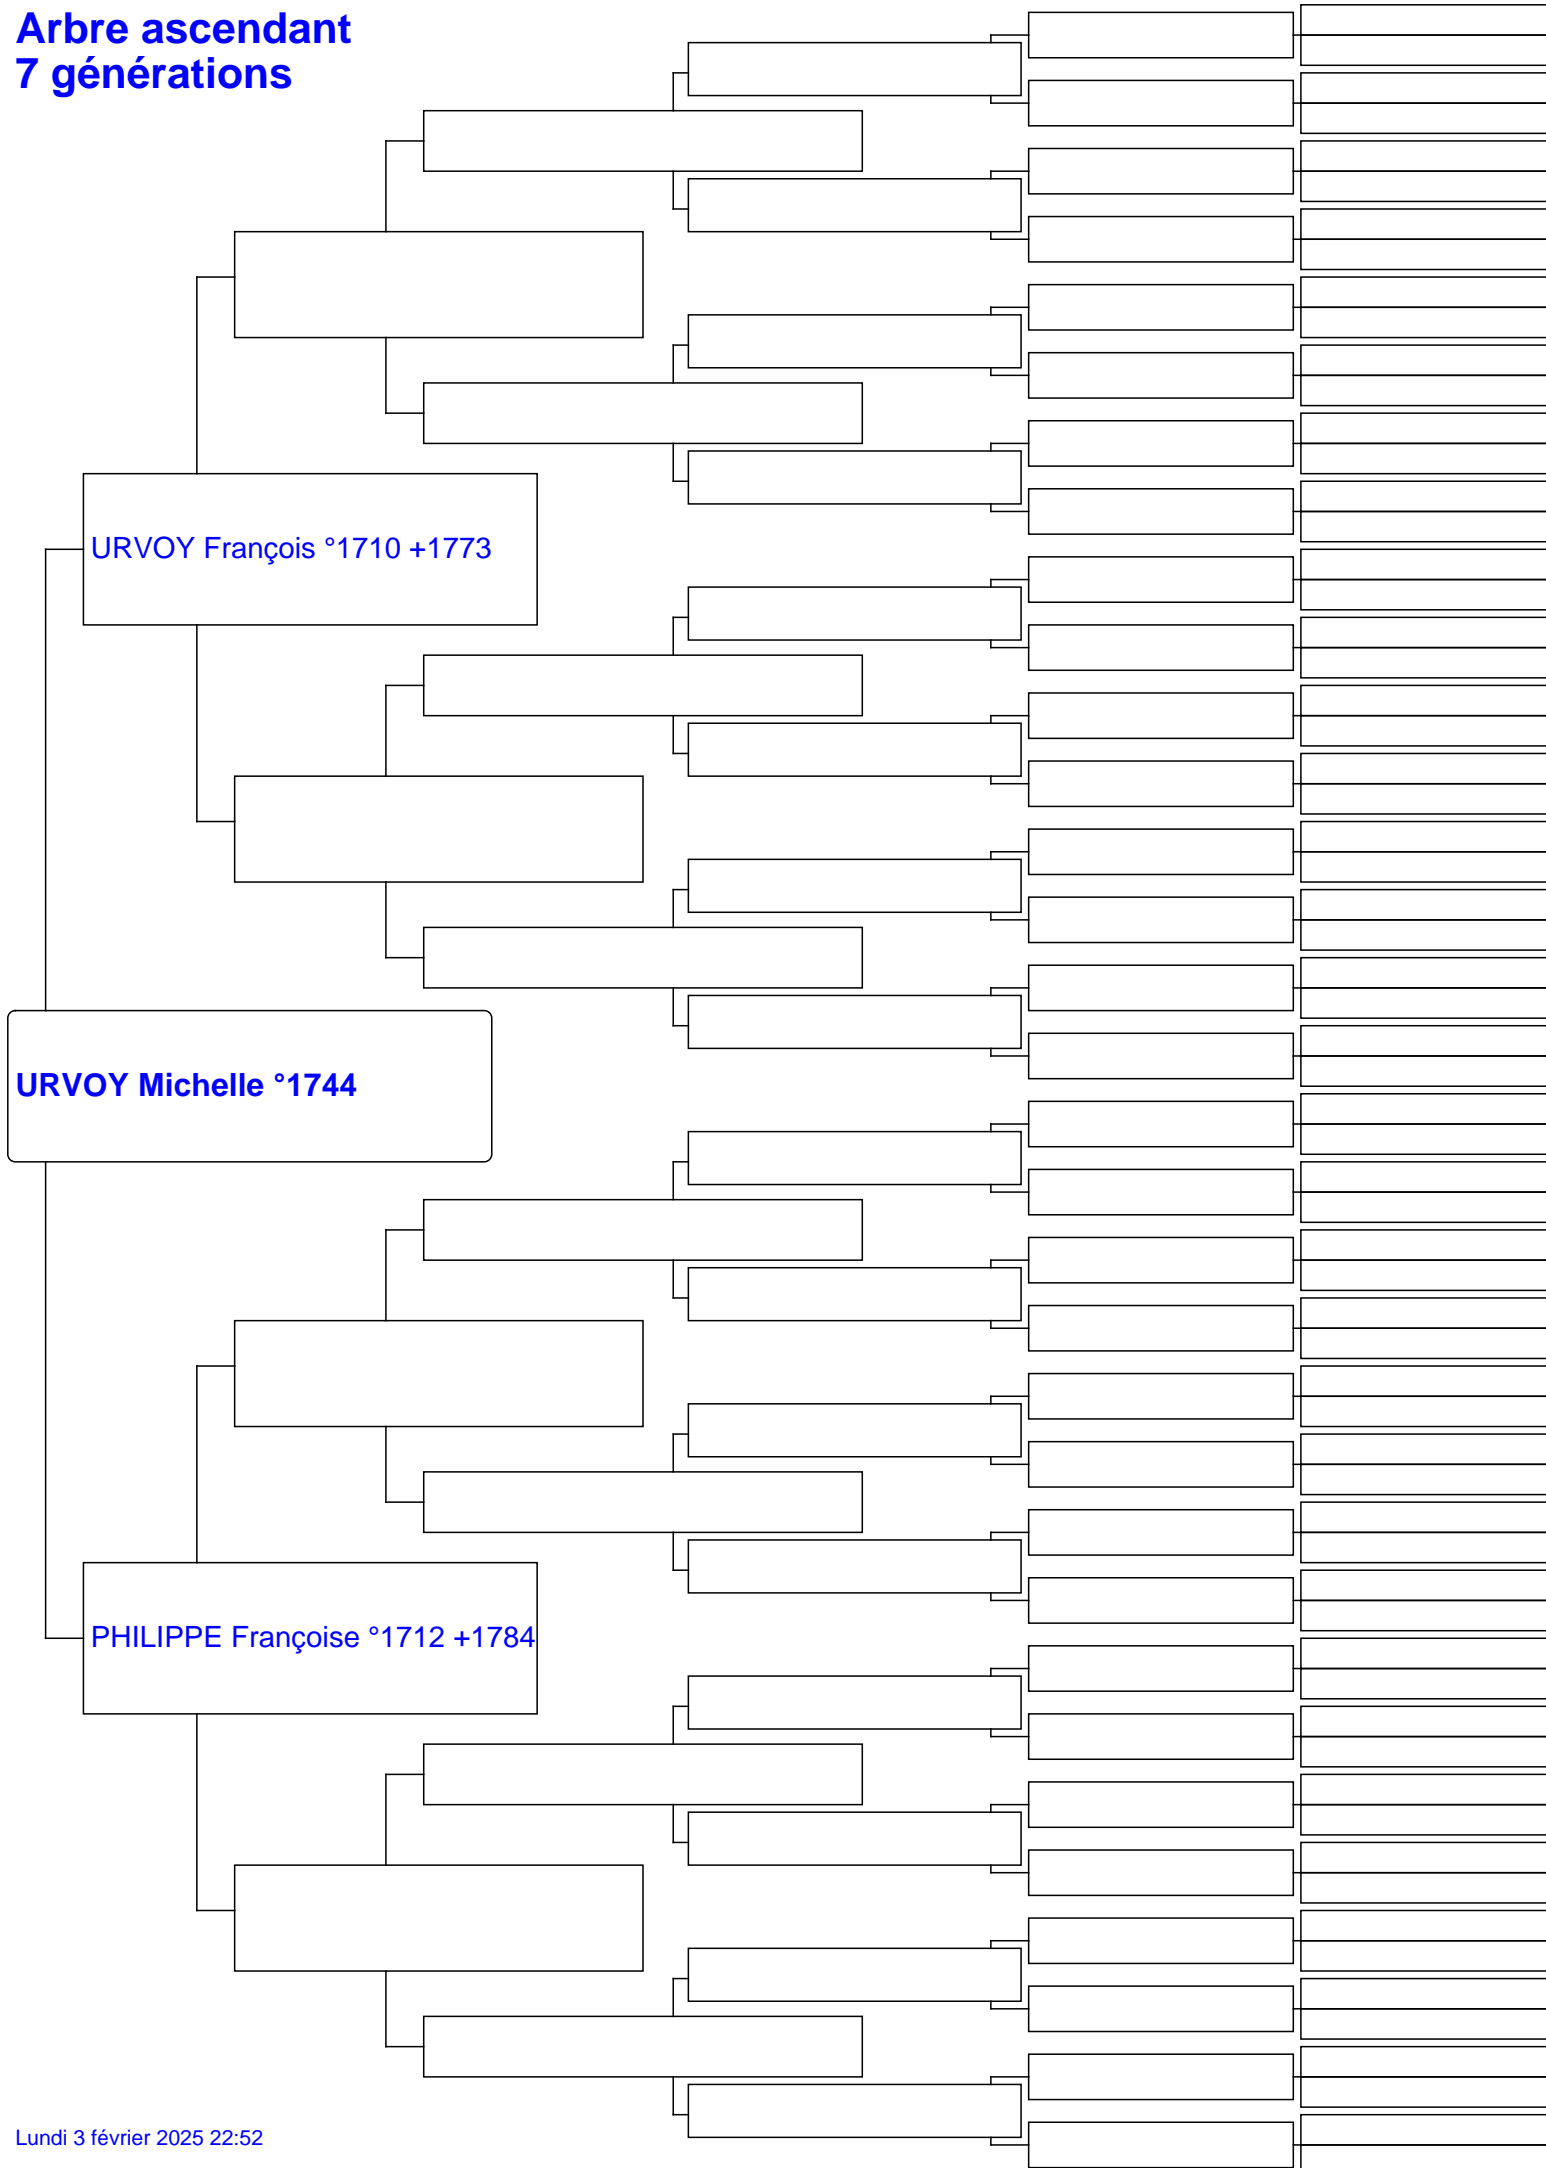 Arbre ascendant
7 générations
URVOY François °1710 +1773
URVOY Michelle °1744
PHILIPPE Françoise °1712 +1784
Lundi 3 février 2025 22:52